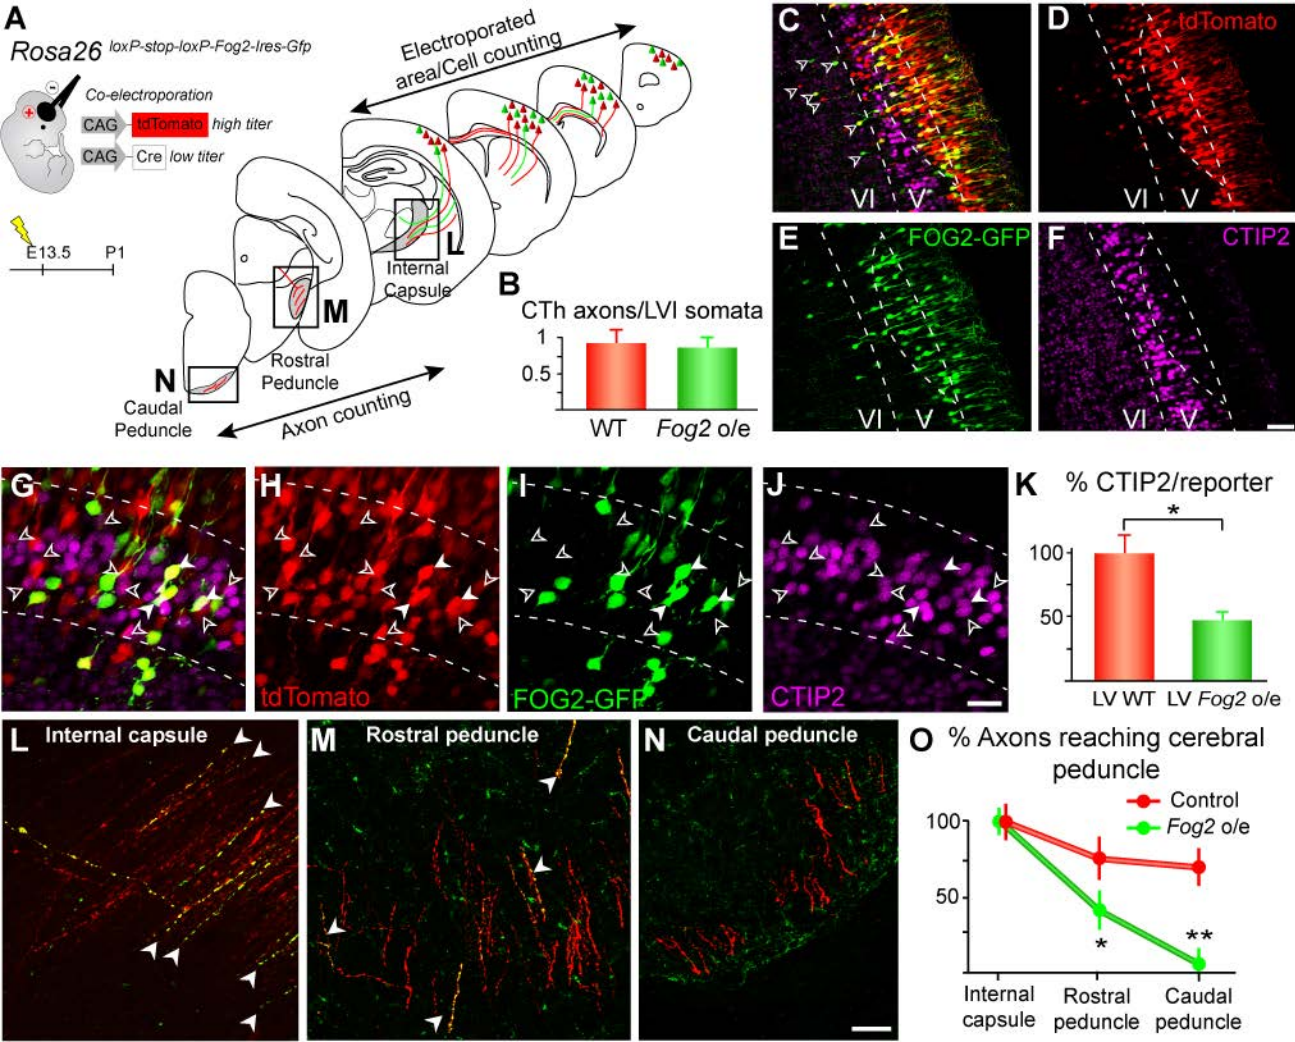 A
Rosa26 loxP-stop-loxP-Fog2-Ires-Gfp
Co-electroporation
CAG tdTomato high titer
CAG Cre low titer
E13.5 P1
Electroporated
area/Cell counting
L
Internal
Capsule
M
Rostral
Peduncle
N
Caudal
Peduncle
Axon counting
B
CTh axons/LVI somata
1
0.5
WT Fog2 o/e
C
VI V
D
tdTomato
VI V
E
FOG2-GFP
VI V
F
CTIP2
VI V
G
H
tdTomato
I
FOG2-GFP
J
CTIP2
K
% CTIP2/reporter
*
100
50
LV WT LV Fog2 o/e
L Internal capsule
M Rostral peduncle
N Caudal peduncle
O % Axons reaching cerebral
peduncle
Control
Fog2 o/e
100
50
*
**
Internal
capsule
Rostral
peduncle
Caudal
peduncle